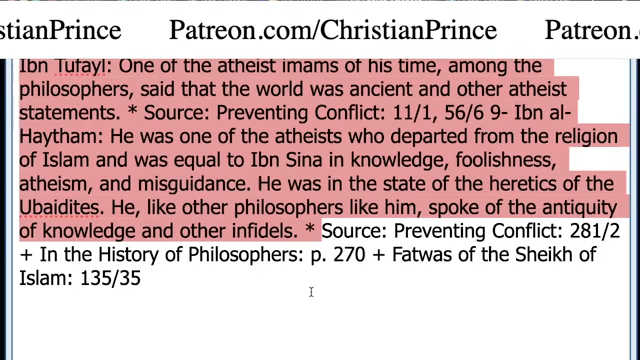 stianPrince Patreon.com/ChristianPrince Patreon.c
Ibn Tufayl: One of the atheist imams of his time, among the
philosophers, said that the world was ancient and other atheist
statements. * Source: Preventing Conflict: 11/1, 56/6 9- Ibn al-
Haytham: He was one of the atheists who departed from the religion
of Islam and was equal to Ibn Sina in knowledge, foolishness,
atheism, and misguidance. He was in the state of the heretics of the
Ubaidites. He, like other philosophers like him, spoke of the antiquity
of knowledge and other infidels. * Source: Preventing Conflict: 281/2
+ In the History of Philosophers: p. 270 + Fatwas of the Sheikh of
Islam: 135/35